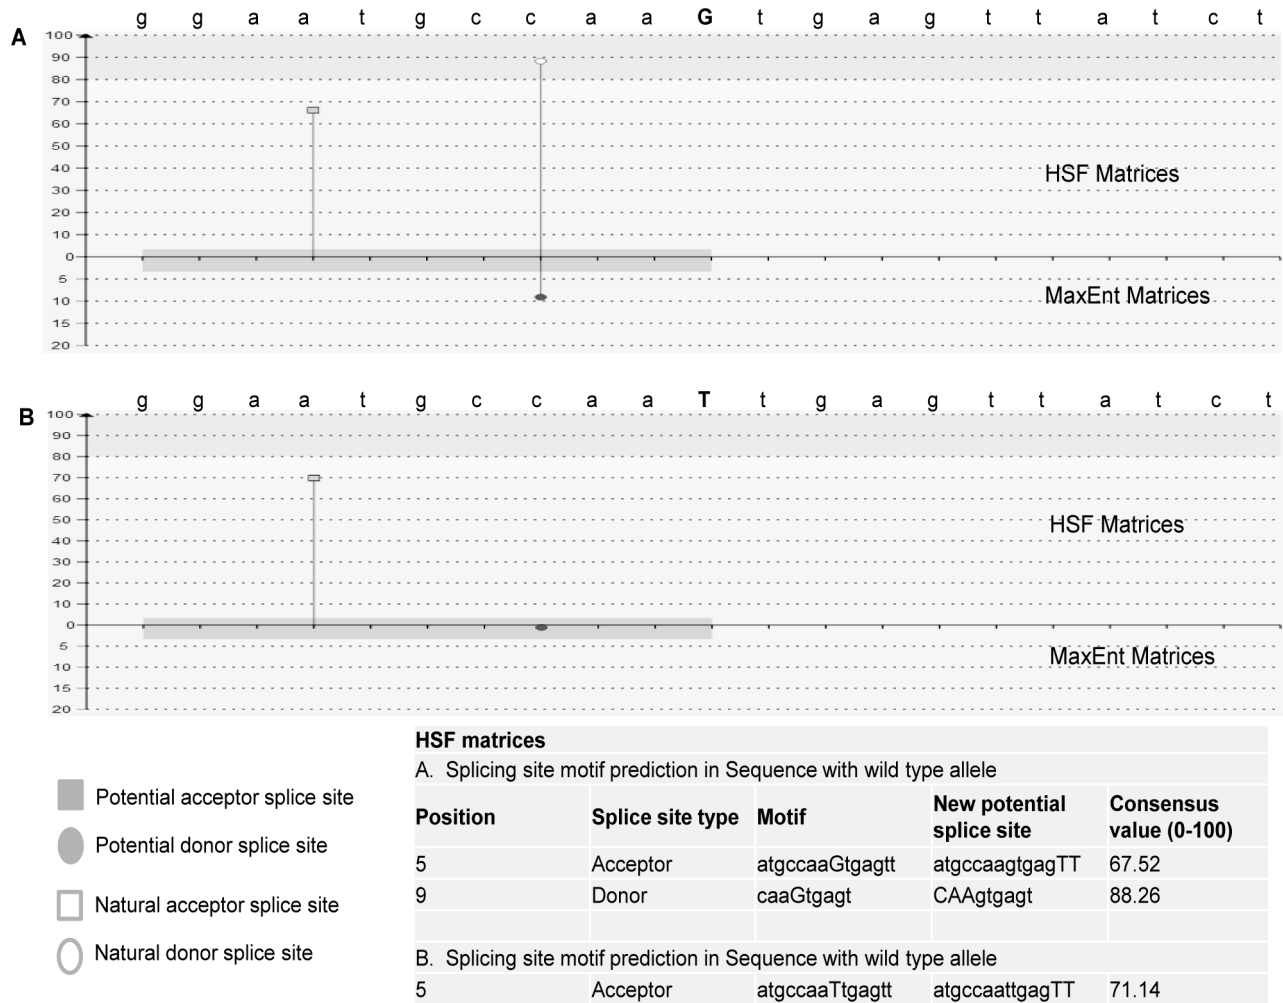 g g a a t g c c a a G t g a g t t a t c t
A
100
90
80
70
60
50
40
HSF Matrices
30
20
10
0
5
MaxEnt Matrices
10
15
20
g g a a t g c c a a T t g a g t t a t c t
B
100
90
80
70
60
50
HSF Matrices
40
30
20
10
0
5
MaxEnt Matrices
10
15
20
Potential acceptor splice site
Potential donor splice site
Natural acceptor splice site
Natural donor splice site
HSF matrices
A. Splicing site motif prediction in Sequence with wild type allele
Position Splice site type Motif New potential splice site Consensus value (0-100)
5 Acceptor atgccaaGtgagtt atgccaagtgagTT 67.52
9 Donor caaGtgagt CAAgtgagt 88.26
B. Splicing site motif prediction in Sequence with wild type allele
5 Acceptor atgccaaTtgagtt atgccaattgagTT 71.14